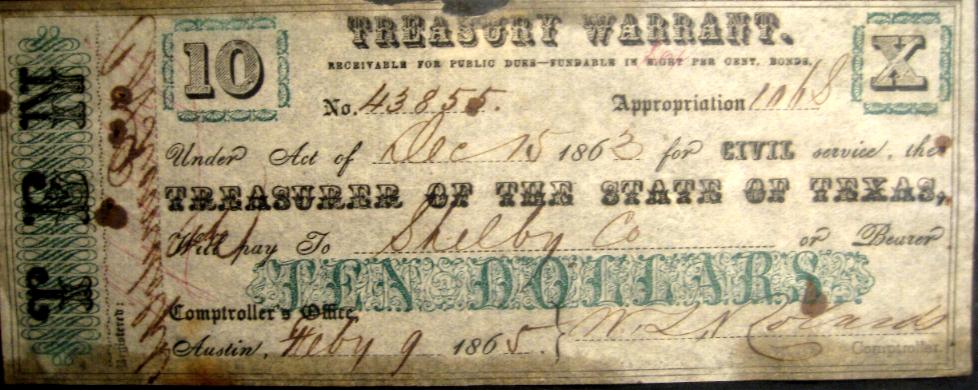 TREASURY WARRANT.
10
X
RECEIVABLE FOR PUBLIC DUES—FUNDABLE IN EIGHT PER CENT. BONDS.
No. 43855. Appropriation 1068
Under Act of Dec 15 1863 for CIVIL service, the
TREASURER OF THE STATE OF TEXAS,
Will pay To Shelby Co or Bearer
TEN DOLLARS
Comptroller's Office,
Austin, Feby 9 1865.
Comptroller.
TEN
Registered: